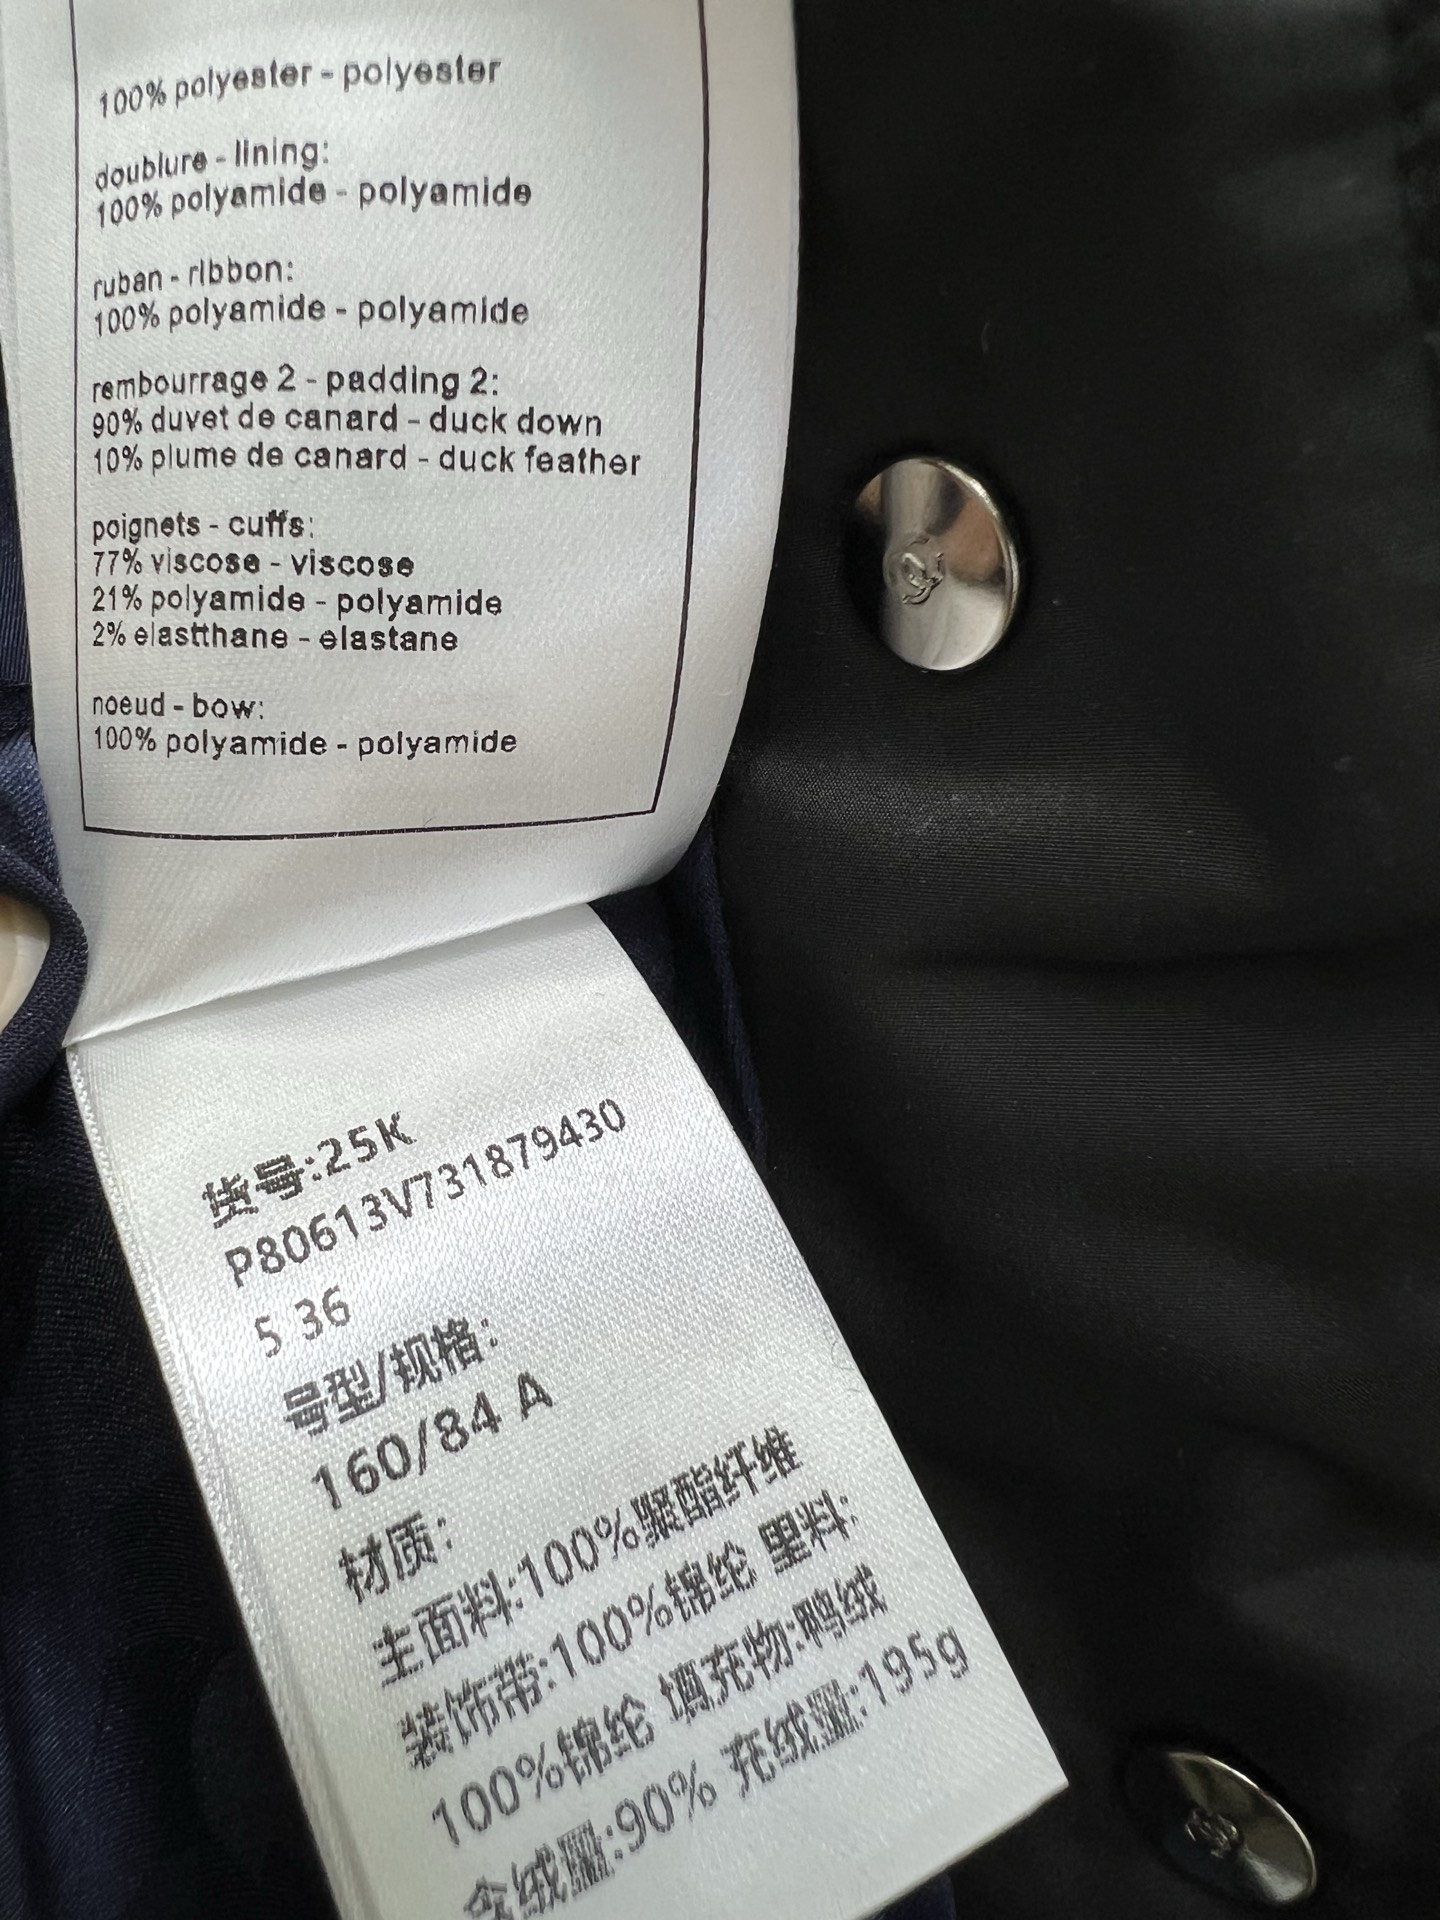 100% polyester - polyester
doublure - lining:
100% polyamide - polyamide
ruban - ribbon:
100% polyamide - polyamide
rembourrage 2 - padding 2:
90% duvet de canard - duck down
10% plume de canard - duck feather
poignets - cuffs:
77% viscose - viscose
21% polyamide - polyamide
2% elastthane - elastane
noeud - bow:
100% polyamide - polyamide
货号:25K
P80613V731879430
5 36
号型/规格:
160/84 A
材质:
主面料:100%聚酯纤维
装饰带:100%锦纶 里料:
100%锦纶 填充物:鸭绒
含绒量:90% 充绒量:195g